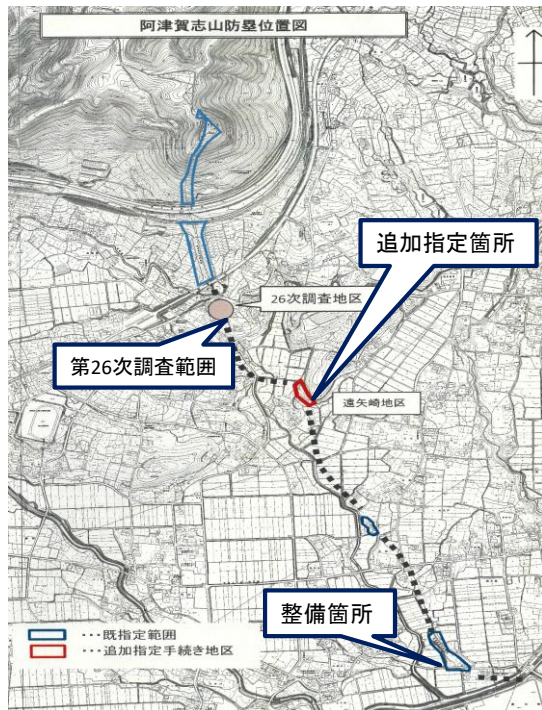 阿津賀志山防塁位置図
追加指定箇所
26次調査地区
第26次調査範囲
遠矢崎地区
整備箇所
･･･既指定範囲
･･･追加指定手続き地区